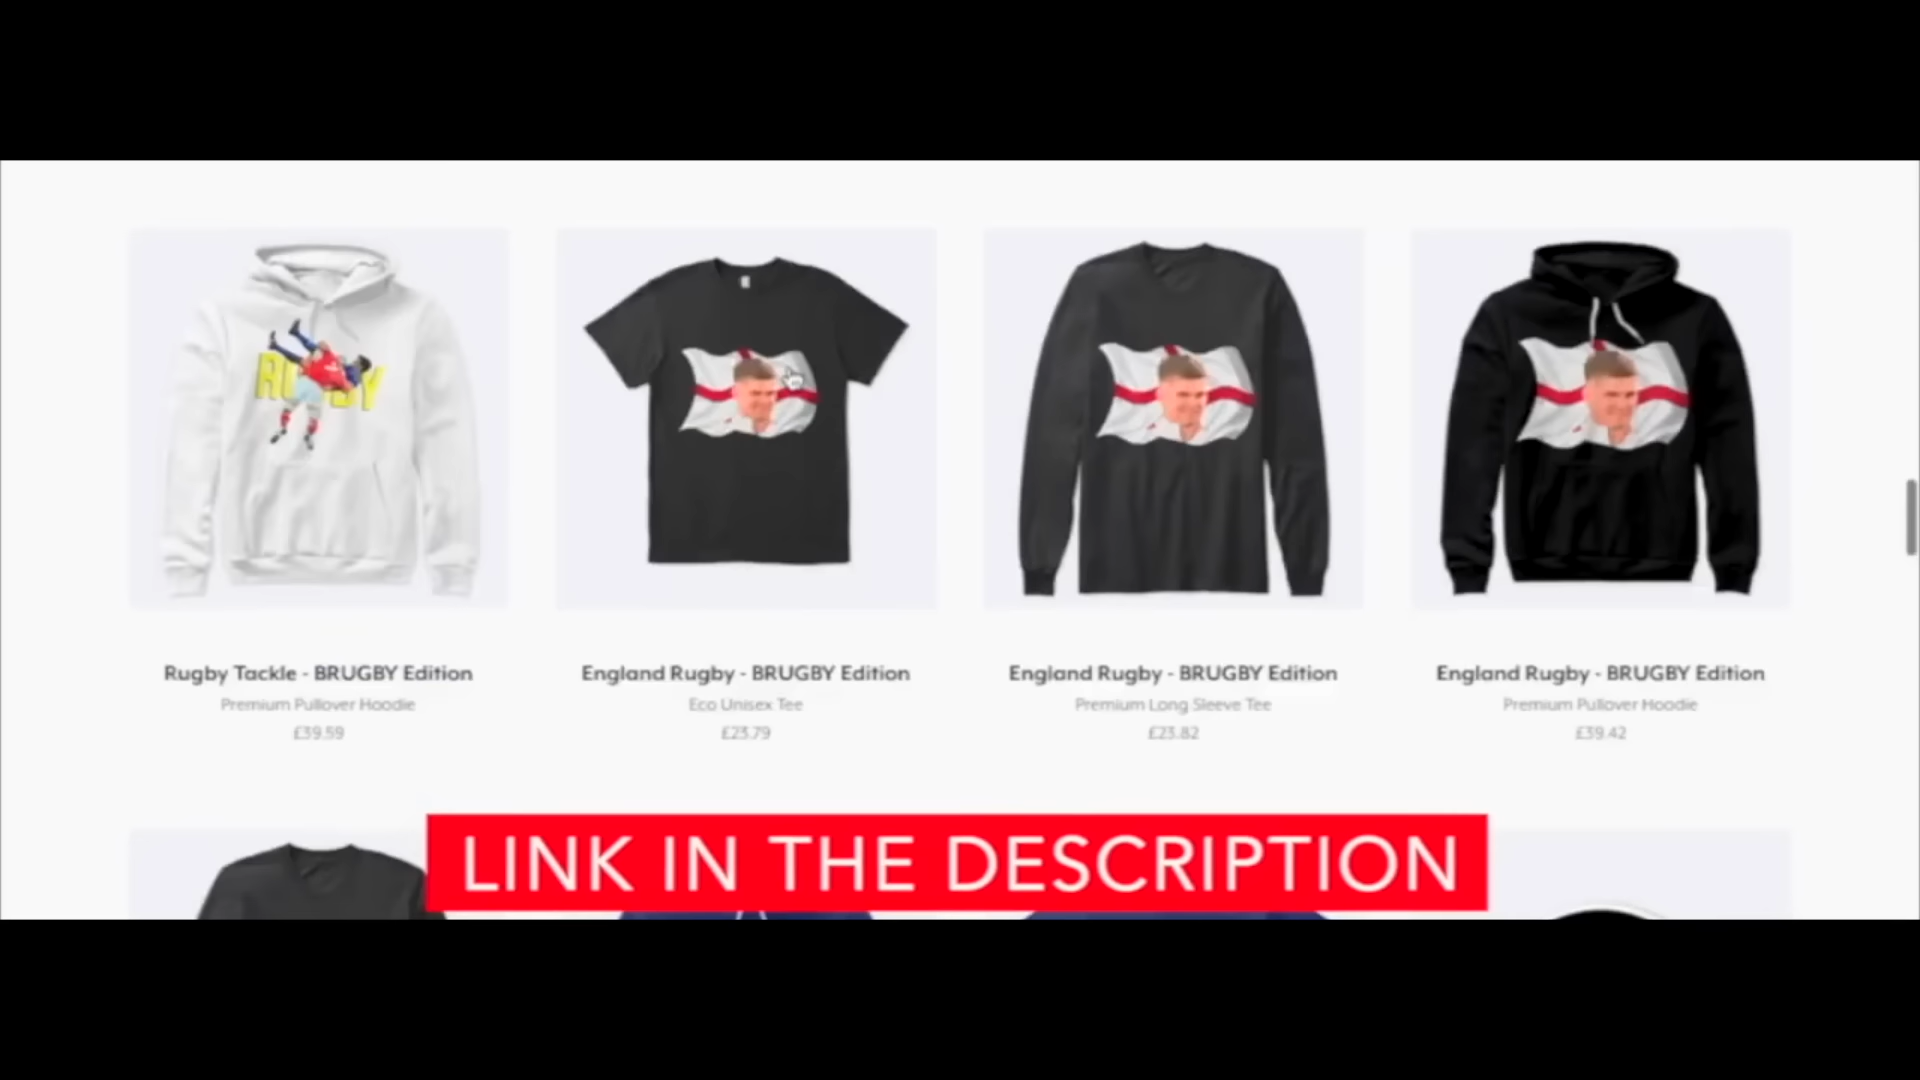 RUGBY
Rugby Tackle - BRUGBY Edition
Premium Pullover Hoodie
£39.59
England Rugby - BRUGBY Edition
Eco Unisex Tee
£23.79
England Rugby - BRUGBY Edition
Premium Long Sleeve Tee
£23.82
England Rugby - BRUGBY Edition
Premium Pullover Hoodie
£39.42
LINK IN THE DESCRIPTION